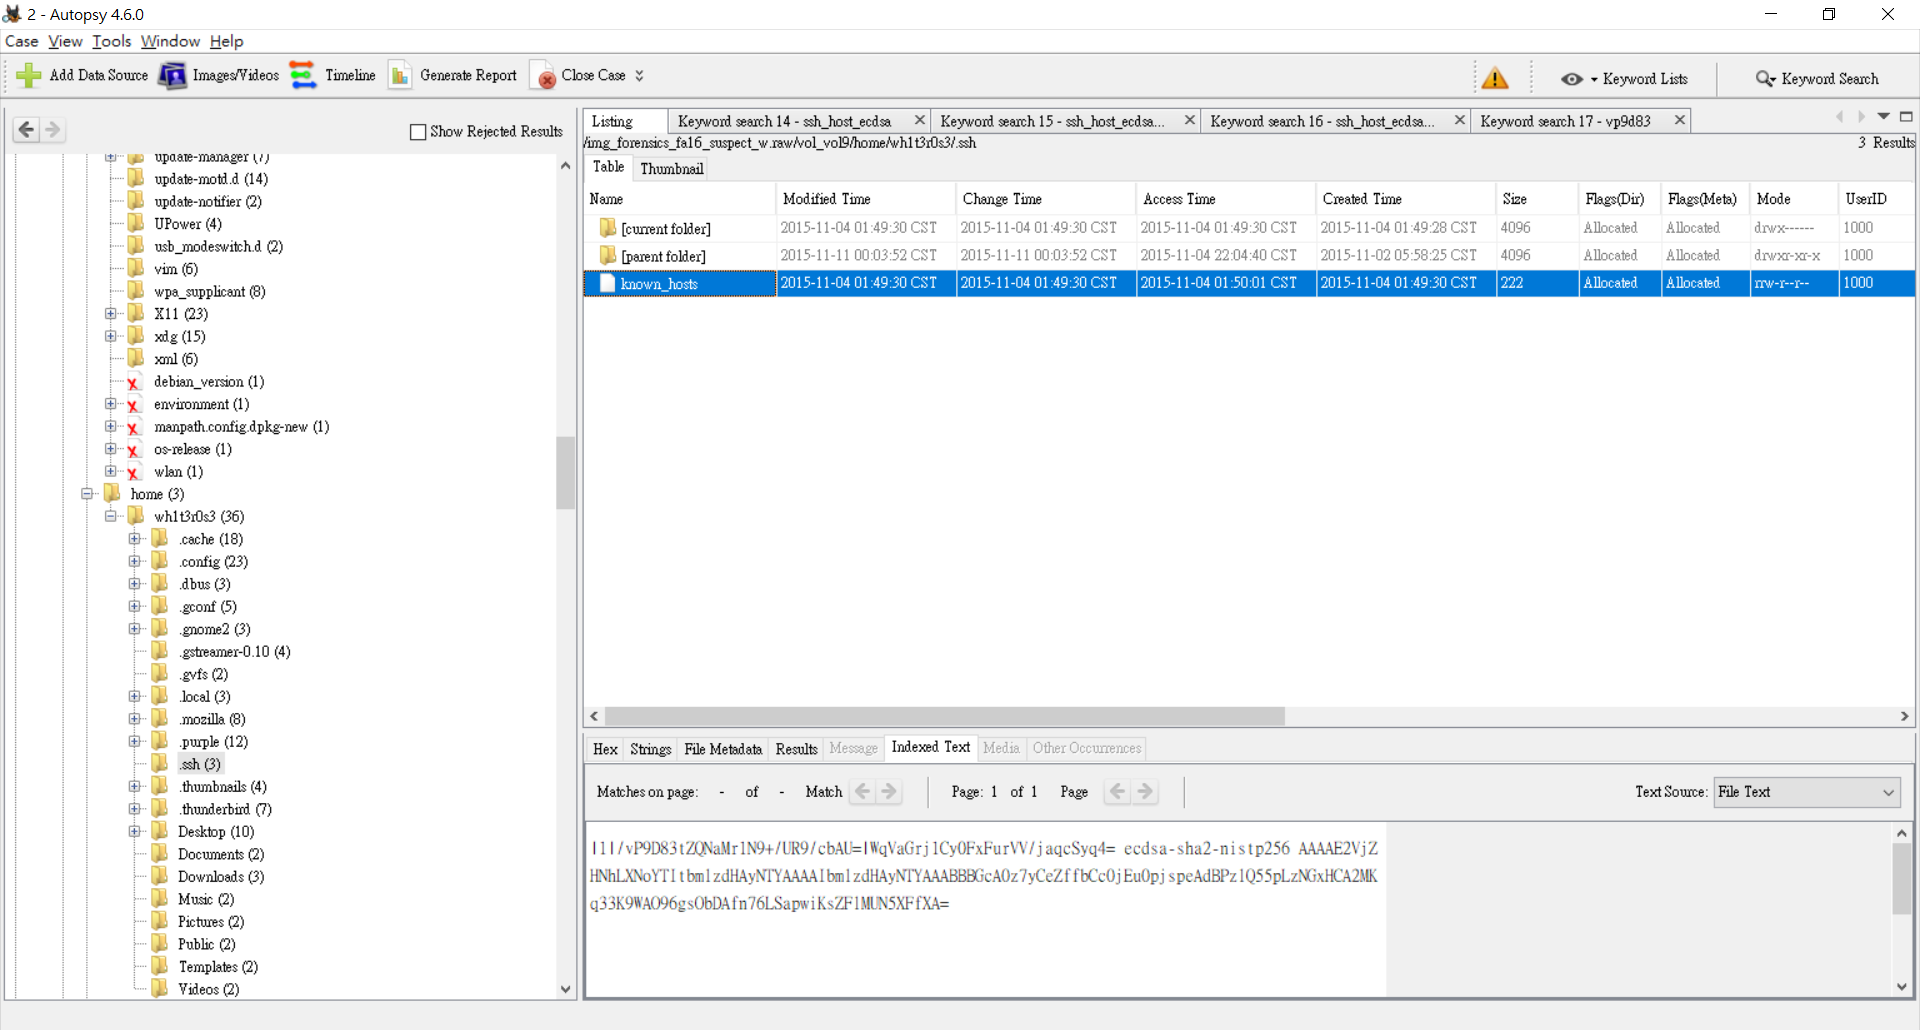 2 - Autopsy 4.6.0
Case View Tools Window Help
Add Data Source Images/Videos Timeline Generate Report Close Case Keyword Lists Keyword Search
Show Rejected Results
update-manager (7)
update-motd.d (14)
update-notifier (2)
UPower (4)
usb_modeswitch.d (2)
vim (6)
wpa_supplicant (8)
X11 (23)
xdg (15)
xml (6)
debian_version (1)
environment (1)
manpath.config.dpkg-new (1)
os-release (1)
wlan (1)
home (3)
wh1t3r0s3 (36)
.cache (18)
.config (23)
.dbus (3)
.gconf (5)
.gnome2 (3)
.gstreamer-0.10 (4)
.gvfs (2)
.local (3)
.mozilla (8)
.purple (12)
.ssh (3)
.thumbnails (4)
.thunderbird (7)
Desktop (10)
Documents (2)
Downloads (3)
Music (2)
Pictures (2)
Public (2)
Templates (2)
Videos (2)
Listing Keyword search 14 - ssh_host_ecdsa Keyword search 15 - ssh_host_ecdsa... Keyword search 16 - ssh_host_ecdsa... Keyword search 17 - vp9d83
/img_forensics_fa16_suspect_w.raw/vol_vol9/home/wh1t3r0s3/.ssh 3 Results
Table Thumbnail
Name Modified Time Change Time Access Time Created Time Size Flags(Dir) Flags(Meta) Mode UserID
[current folder] 2015-11-04 01:49:30 CST 2015-11-04 01:49:30 CST 2015-11-04 01:49:30 CST 2015-11-04 01:49:28 CST 4096 Allocated Allocated drwx------ 1000
[parent folder] 2015-11-11 00:03:52 CST 2015-11-11 00:03:52 CST 2015-11-04 22:04:40 CST 2015-11-02 05:58:25 CST 4096 Allocated Allocated drwxr-xr-x 1000
known_hosts 2015-11-04 01:49:30 CST 2015-11-04 01:49:30 CST 2015-11-04 01:50:01 CST 2015-11-04 01:49:30 CST 222 Allocated Allocated rrw-r--r-- 1000
Hex Strings File Metadata Results Message Indexed Text Media Other Occurrences
Matches on page: - of - Match Page: 1 of 1 Page Text Source: File Text
|1|/vP9D83tZQNaMr1N9+/UR9/cbAU=|WqVaGrj1Cy0FxFurVV/jaqcSyq4= ecdsa-sha2-nistp256 AAAAE2VjZ
HNhLXNoYTItbmlzdHAyNTYAAAAIbmlzdHAyNTYAAABBBGcA0z7yCeZffbCc0jEu0pjspeAdBPz1Q55pLzNGxHCA2MK
q33K9WAO96gsObDAfn76LSapwiKsZF1MUN5XFfXA=